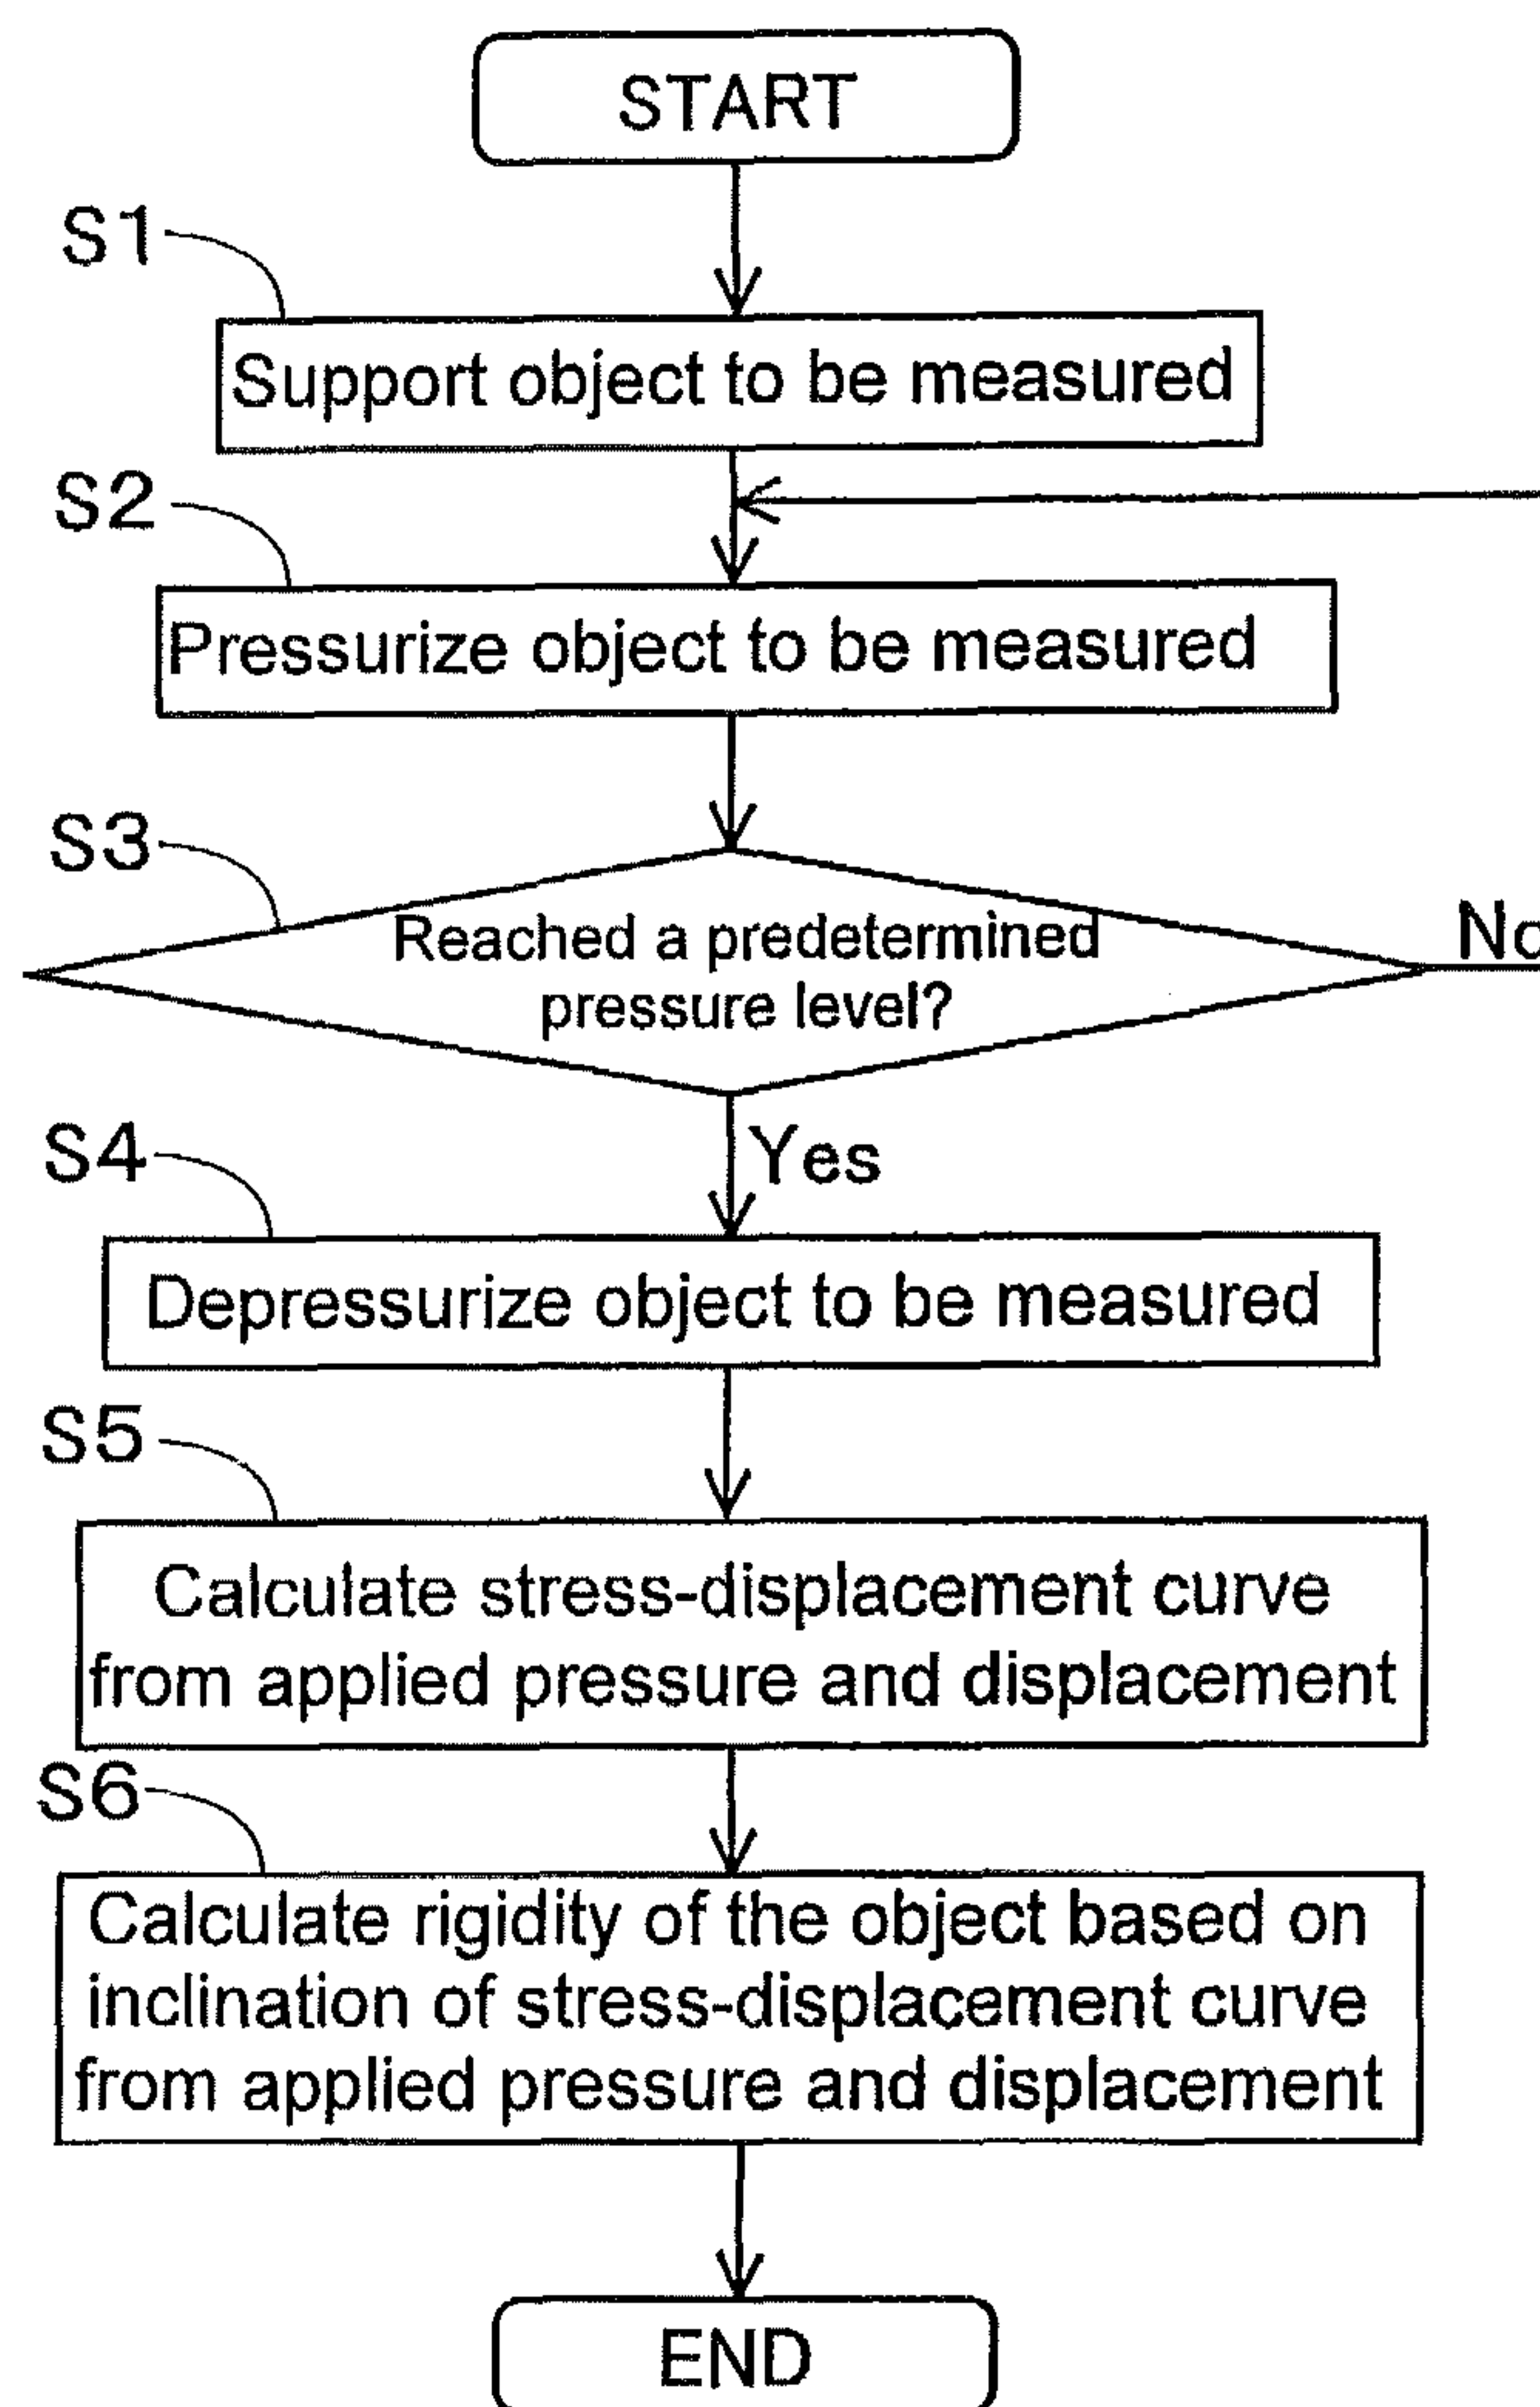 START
S1
Support object to be measured
S2
Pressurize object to be measured
S3
Reached a predetermined
pressure level?
No
Yes
S4
Depressurize object to be measured
S5
Calculate stress-displacement curve
from applied pressure and displacement
S6
Calculate rigidity of the object based on
inclination of stress-displacement curve
from applied pressure and displacement
END